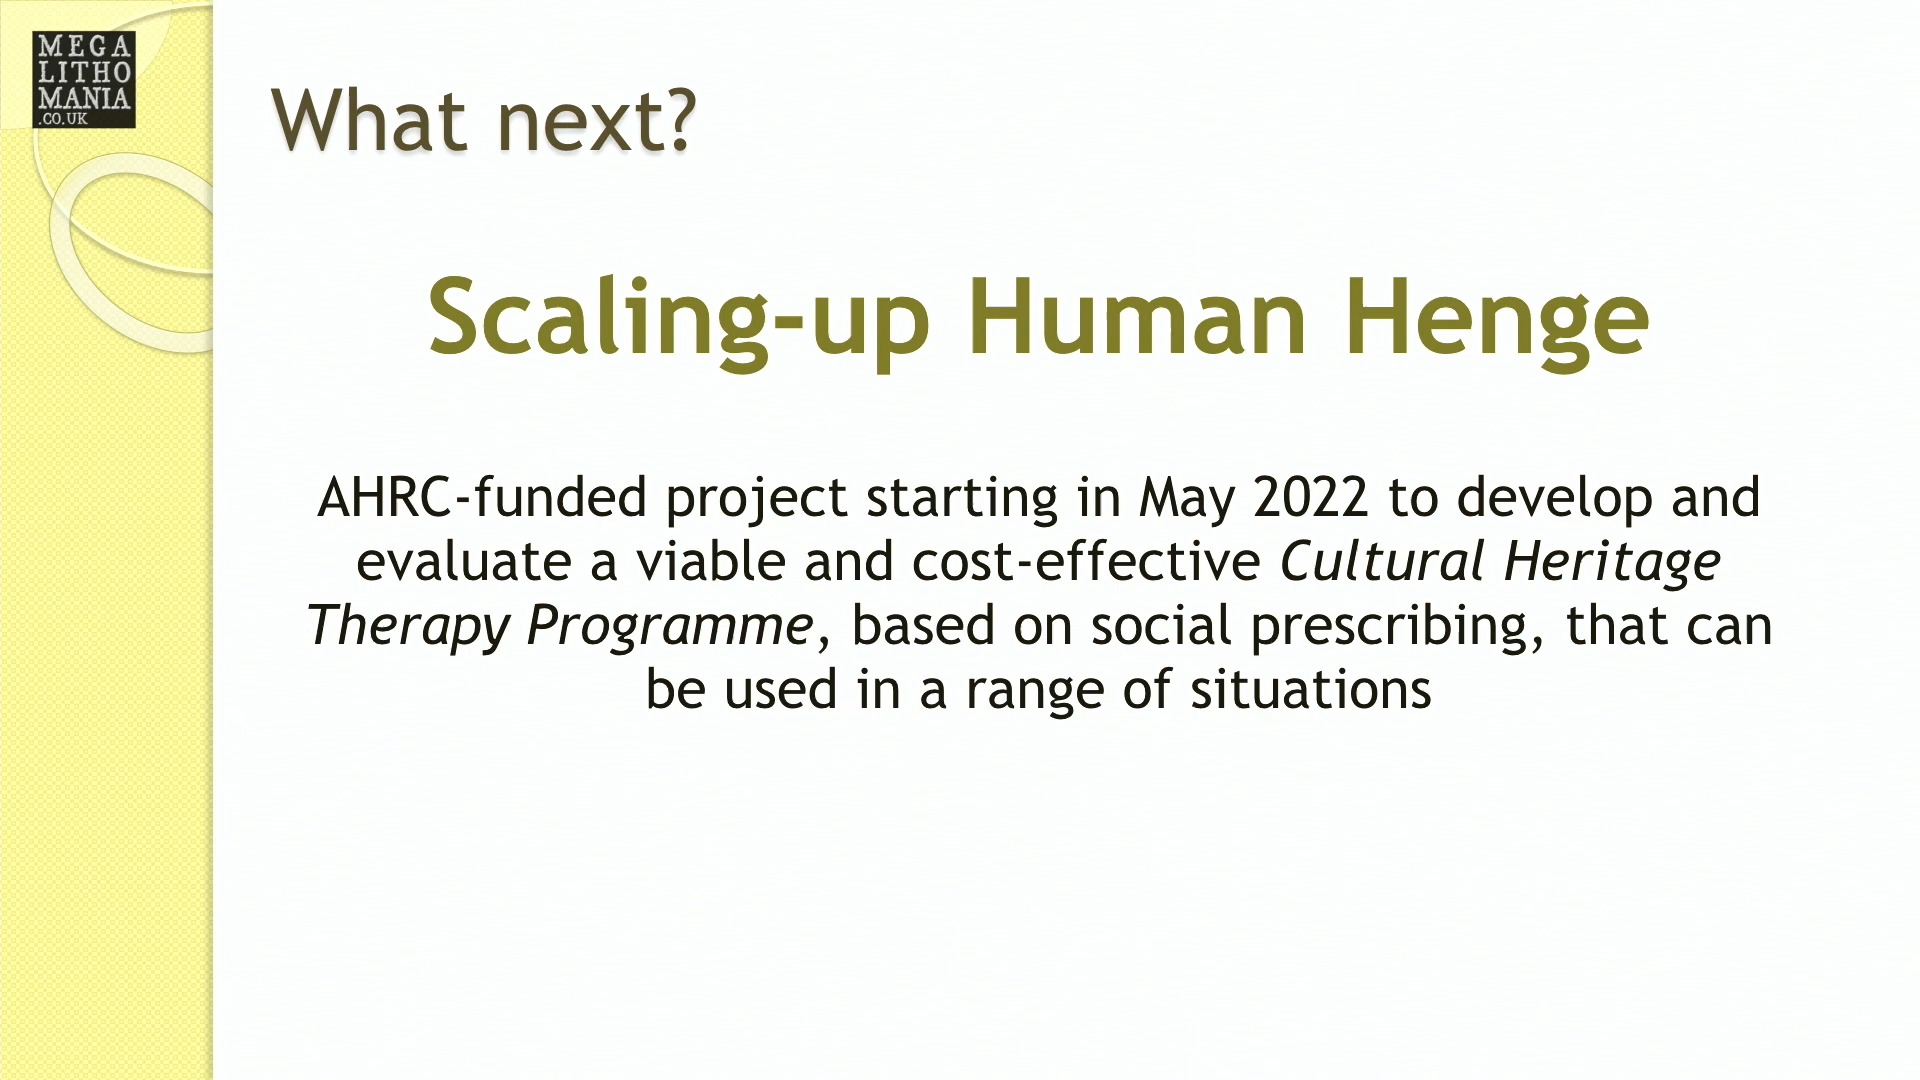 MEGA
LITHO
MANIA
.CO.UK
What next?
Scaling-up Human Henge
AHRC-funded project starting in May 2022 to develop and
evaluate a viable and cost-effective Cultural Heritage
Therapy Programme, based on social prescribing, that can
be used in a range of situations